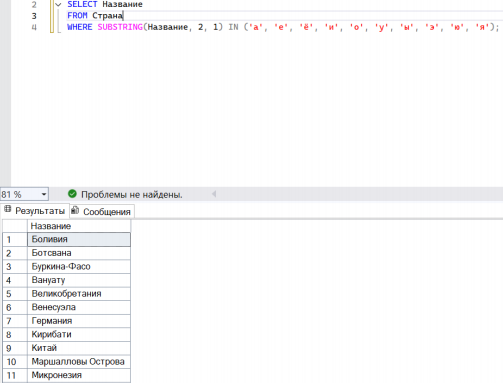 2 SELECT Название
3 FROM Страна
4 WHERE SUBSTRING(Название, 2, 1) IN ('а', 'е', 'ё', 'и', 'о', 'у', 'ы', 'э', 'ю', 'я');
81 % Проблемы не найдены.
Результаты Сообщения
Название
1 Боливия
2 Ботсвана
3 Буркина-Фасо
4 Вануату
5 Великобретания
6 Венесуэла
7 Германия
8 Кирибати
9 Китай
10 Маршалловы Острова
11 Микронезия